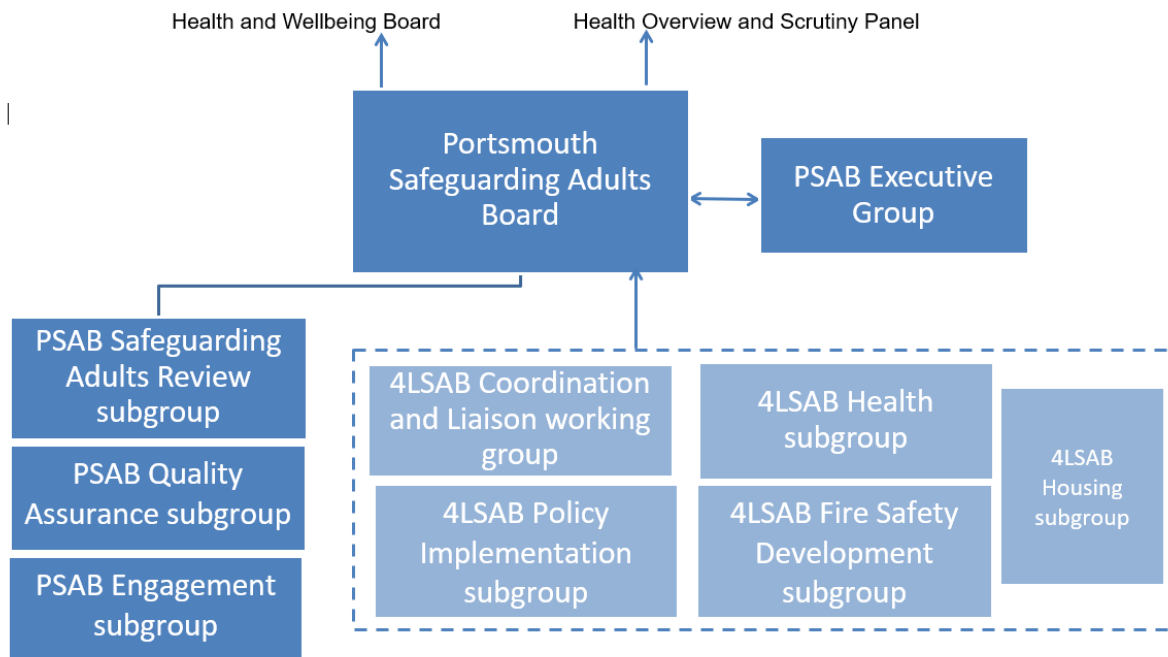 Health and Wellbeing Board
Health Overview and Scrutiny Panel
Portsmouth
Safeguarding Adults
Board
PSAB Executive
Group
PSAB Safeguarding
Adults Review
subgroup
PSAB Quality
Assurance subgroup
PSAB Engagement
subgroup
4LSAB Coordination
and Liaison working
group
4LSAB Health
subgroup
4LSAB Policy
Implementation
subgroup
4LSAB Fire Safety
Development
subgroup
4LSAB
Housing
subgroup